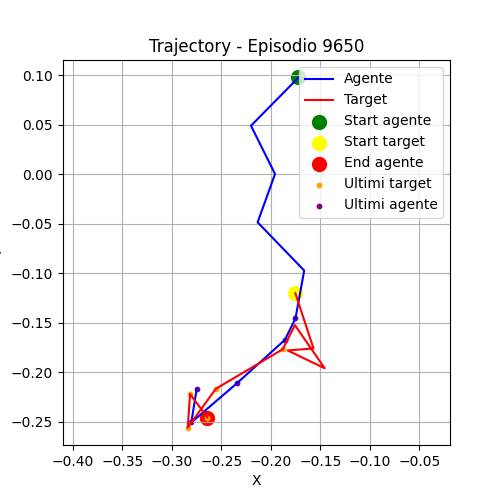 Trajectory - Episodio 9650
Agente
Target
Start agente
Start target
End agente
Ultimi target
Ultimi agente
0.10
0.05
0.00
−0.05
−0.10
−0.15
−0.20
−0.25
−0.40 −0.35 −0.30 −0.25 −0.20 −0.15 −0.10 −0.05
X